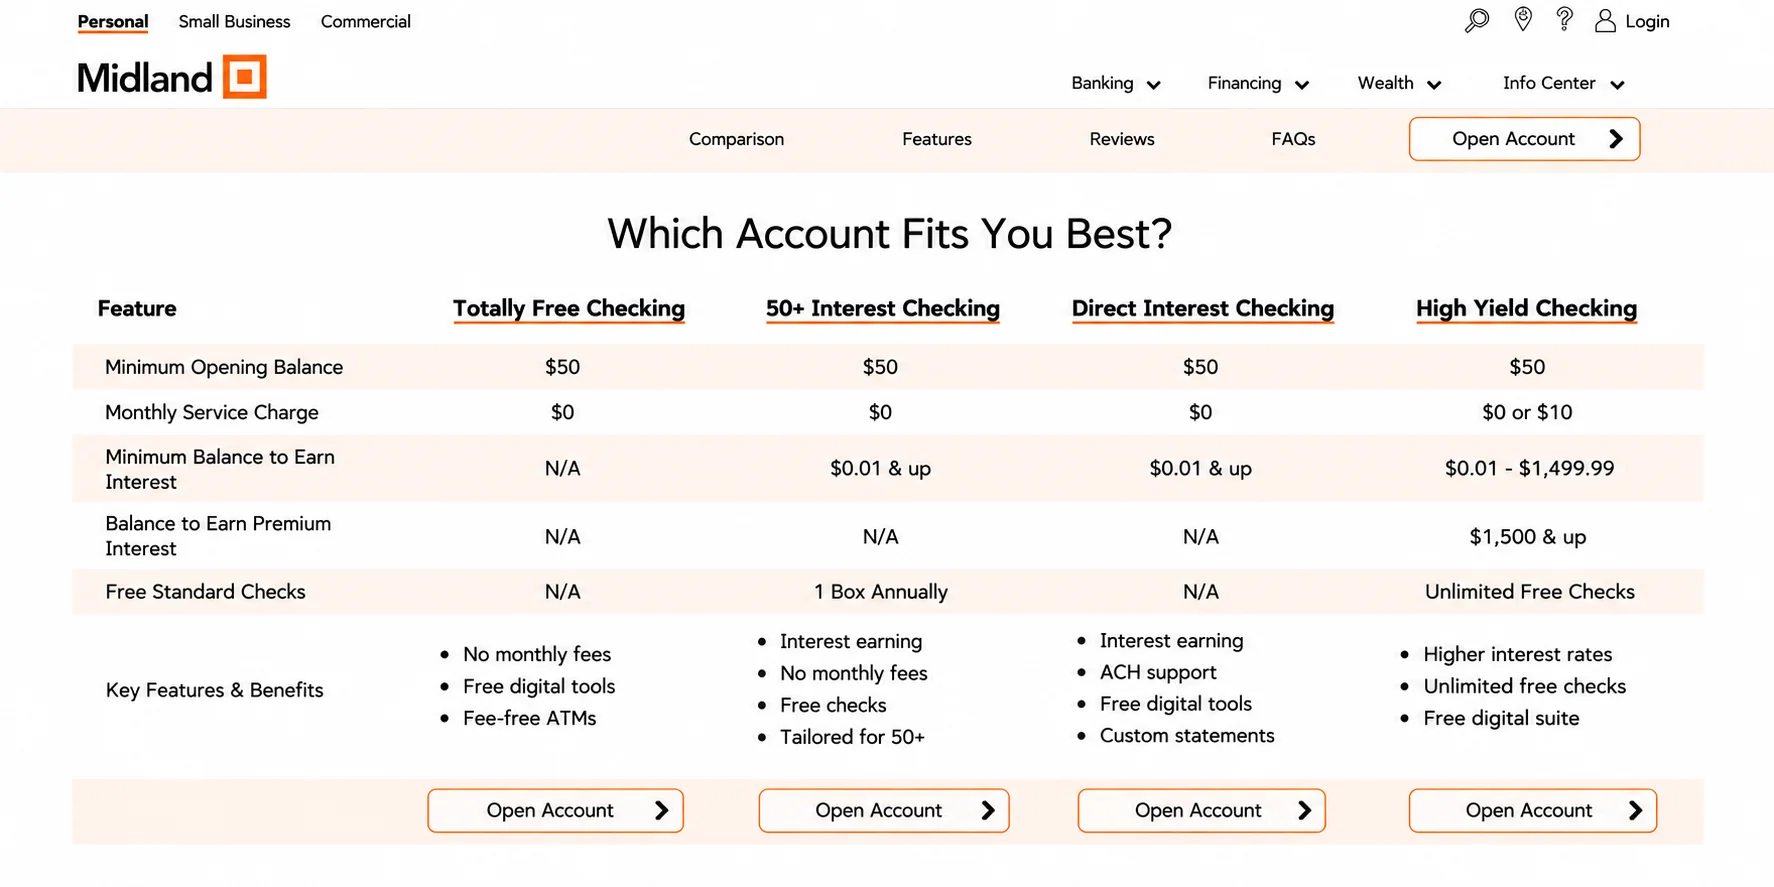 Personal Small Business Commercial Login
Midland Banking Financing Wealth Info Center
Comparison Features Reviews FAQs Open Account
Which Account Fits You Best?
Feature Totally Free Checking 50+ Interest Checking Direct Interest Checking High Yield Checking
Minimum Opening Balance $50 $50 $50 $50
Monthly Service Charge $0 $0 $0 $0 or $10
Minimum Balance to Earn
Interest N/A $0.01 & up $0.01 & up $0.01 - $1,499.99
Balance to Earn Premium
Interest N/A N/A N/A $1,500 & up
Free Standard Checks N/A 1 Box Annually N/A Unlimited Free Checks
Key Features & Benefits
• No monthly fees
• Free digital tools
• Fee-free ATMs
• Interest earning
• No monthly fees
• Free checks
• Tailored for 50+
• Interest earning
• ACH support
• Free digital tools
• Custom statements
• Higher interest rates
• Unlimited free checks
• Free digital suite
Open Account Open Account Open Account Open Account